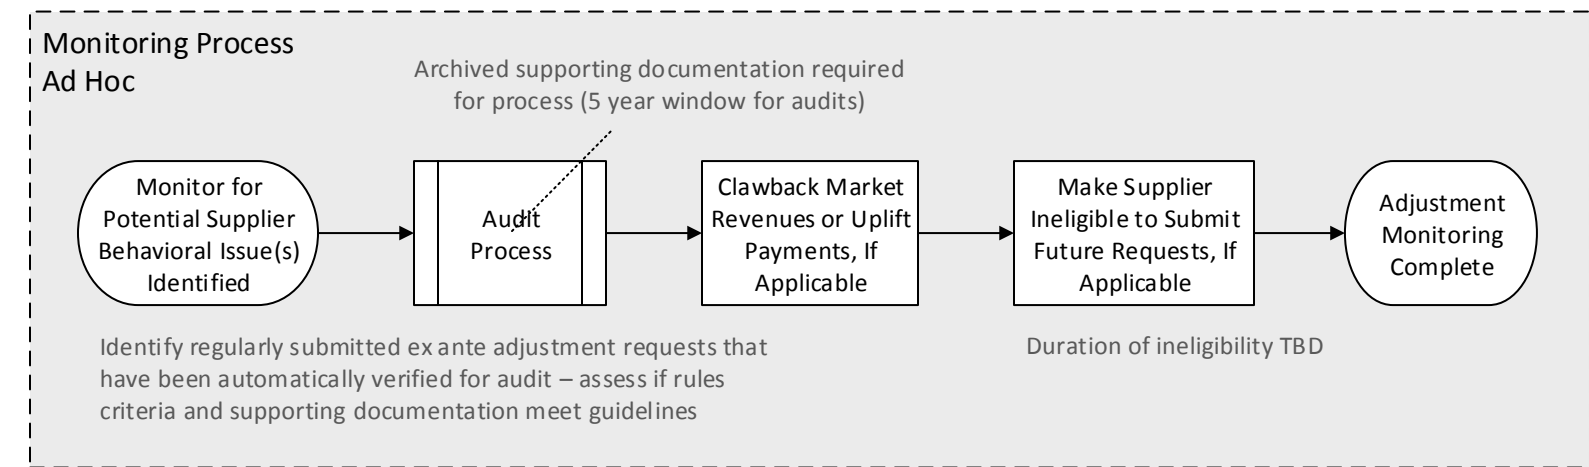 Monitoring Process
Ad Hoc
Archived supporting documentation required
for process (5 year window for audits)
Monitor for
Potential Supplier
Behavioral Issue(s)
Identified
Audit
Process
Clawback Market
Revenues or Uplift
Payments, If
Applicable
Make Supplier
Ineligible to Submit
Future Requests, If
Applicable
Adjustment
Monitoring
Complete
Identify regularly submitted ex ante adjustment requests that
have been automatically verified for audit – assess if rules
criteria and supporting documentation meet guidelines
Duration of ineligibility TBD